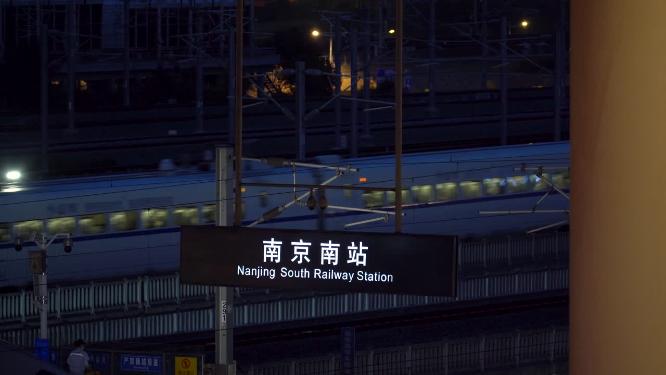 南京南站
Nanjing South Railway Station